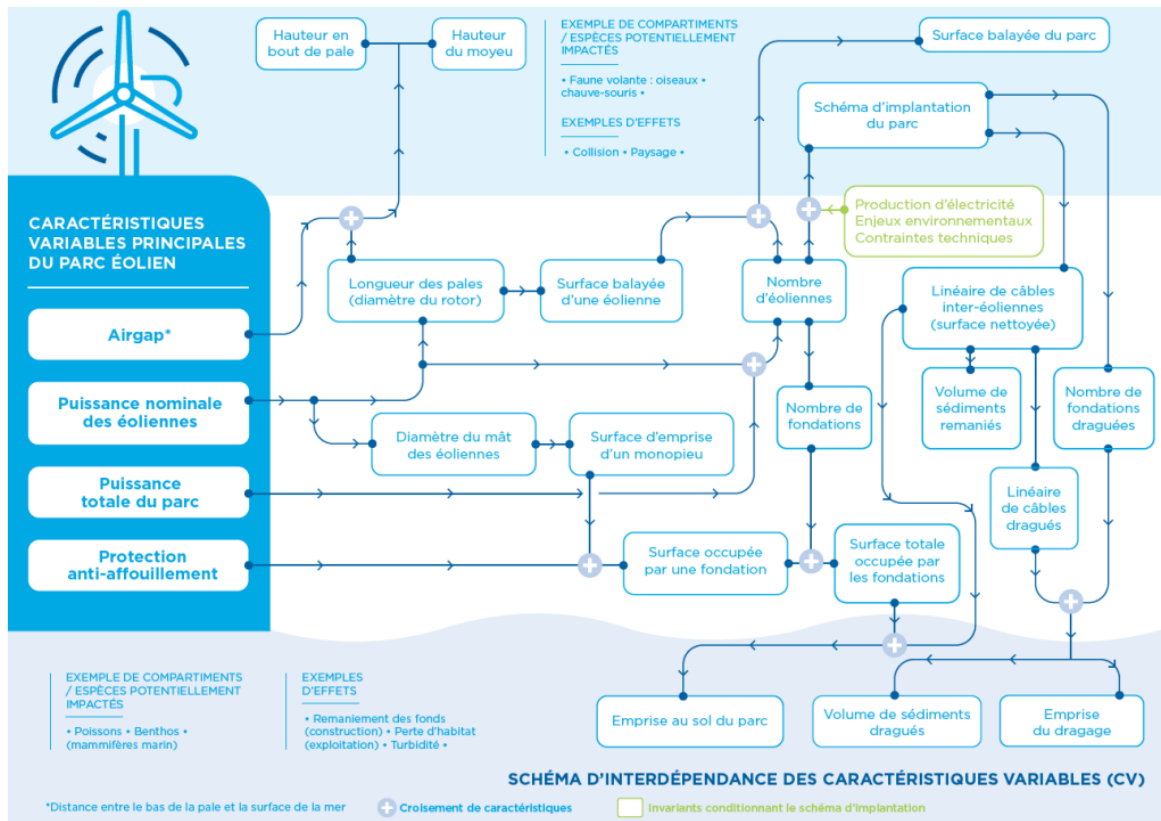 Hauteur en
bout de pale
Hauteur
du moyeu
EXEMPLE DE COMPARTIMENTS
/ ESPÈCES POTENTIELLEMENT
IMPACTÉS
• Faune volante : oiseaux •
chauve-souris •
EXEMPLES D'EFFETS
• Collision • Paysage •
Surface balayée du parc
Schéma d'implantation
du parc
CARACTÉRISTIQUES
VARIABLES PRINCIPALES
DU PARC ÉOLIEN
Airgap*
Puissance nominale
des éoliennes
Puissance
totale du parc
Protection
anti-affouillement
Longueur des pales
(diamètre du rotor)
Surface balayée
d'une éolienne
Nombre
d'éoliennes
Production d'électricité
Enjeux environnementaux
Contraintes techniques
Linéaire de câbles
inter-éoliennes
(surface nettoyée)
Diamètre du mât
des éoliennes
Surface d'emprise
d'un monopieu
Nombre de
fondations
Volume de
sédiments
remaniés
Nombre de
fondations
draguées
Linéaire
de câbles
dragués
Surface occupée
par une fondation
Surface totale
occupée par
les fondations
EXEMPLE DE COMPARTIMENTS
/ ESPÈCES POTENTIELLEMENT
IMPACTÉS
• Poissons • Benthos •
(mammifères marin)
EXEMPLES
D'EFFETS
• Remaniement des fonds
(construction) • Perte d'habitat
(exploitation) • Turbidité •
Emprise au sol du parc
Volume de sédiments
dragués
Emprise
du dragage
SCHÉMA D'INTERDÉPENDANCE DES CARACTÉRISTIQUES VARIABLES (CV)
*Distance entre le bas de la pale et la surface de la mer
Croisement de caractéristiques
Invariants conditionnant le schéma d'implantation